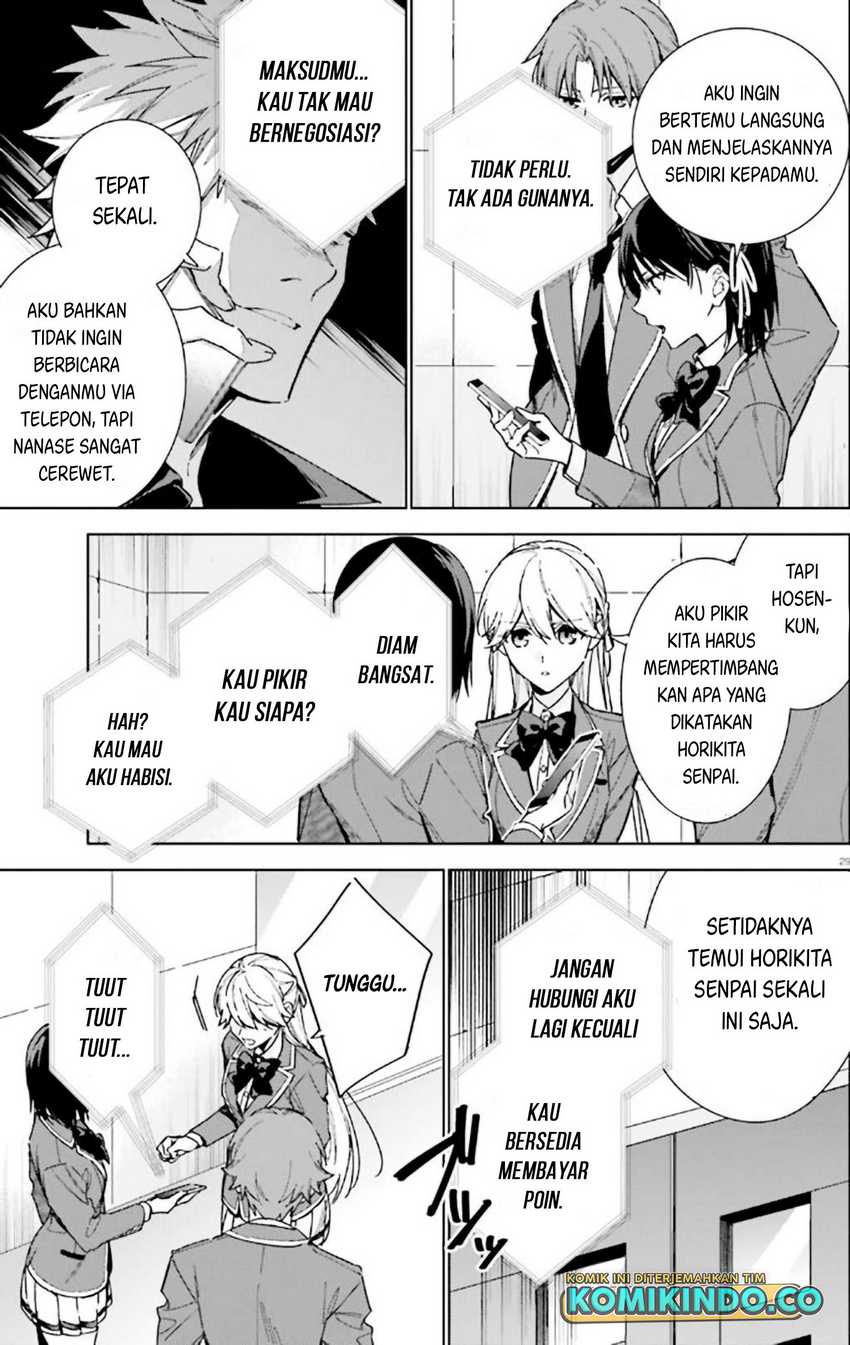 AKU INGIN
BERTEMU LANGSUNG
DAN MENJELASKANNYA
SENDIRI KEPADAMU.
TIDAK PERLU.
TAK ADA GUNANYA.
MAKSUDMU...
KAU TAK MAU
BERNEGOSIASI?
TEPAT
SEKALI.
AKU BAHKAN
TIDAK INGIN
BERBICARA
DENGANMU VIA
TELEPON, TAPI
NANASE SANGAT
CEREWET.
TAPI
HOSEN-
KUN,
AKU PIKIR
KITA HARUS
MEMPERTIMBANG
KAN APA YANG
DIKATAKAN
HORIKITA
SENPAI.
DIAM
BANGSAT.
KAU PIKIR
KAU SIAPA?
HAH?
KAU MAU
AKU HABISI.
29
SETIDAKNYA
TEMUI HORIKITA
SENPAI SEKALI
INI SAJA.
JANGAN
HUBUNGI AKU
LAGI KECUALI
KAU
BERSEDIA
MEMBAYAR
POIN.
TUNGGU...
TUUT
TUUT
TUUT...
KOMIK INI DITERJEMAHKAN TIM
KOMIKINDO.CO